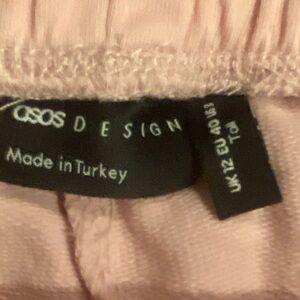 asos DESIGN
Made in Turkey
UK 12 EU 40 US 8
Tall